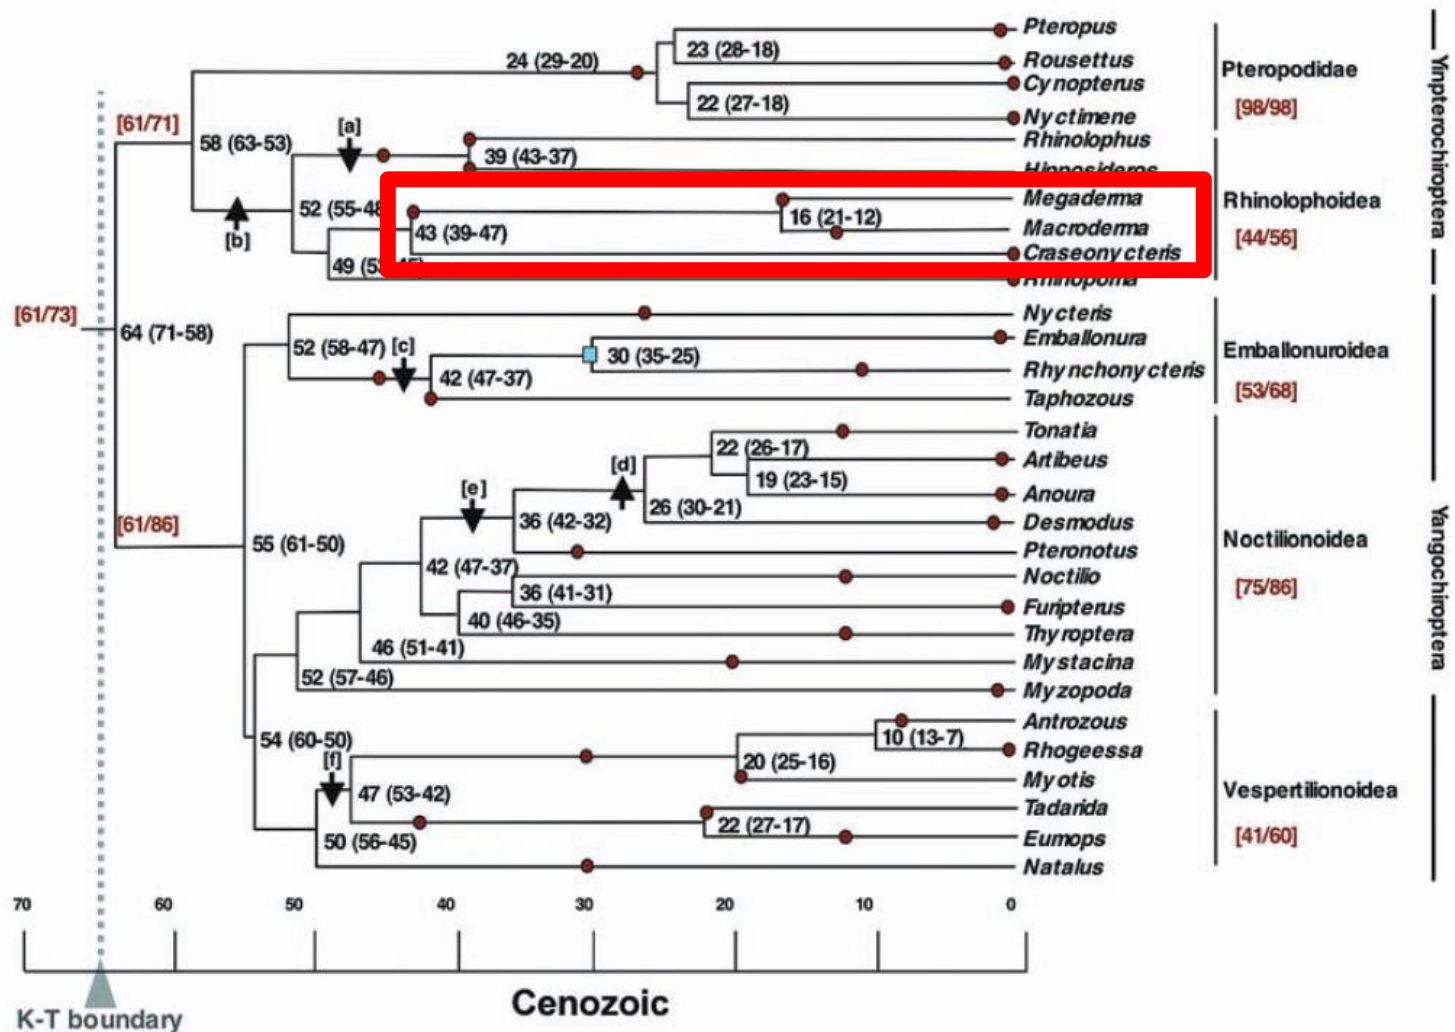 Pteropus
23 (28-18)
24 (29-20)
Rousettus
Pteropodidae
Cynopterus
22 (27-18)
[98/98]
Nyctimene
[61/71]
[a]
58 (63-53)
Rhinolophus
39 (43-37)
Hipposideros
Megaderma
Rhinolophoidea
52 (55-48
16 (21-12)
Macroderma
43 (39-47)
[b]
[44/56]
Craseonycteris
49 (5
Rhinopoma
Yinpterochiroptera
[61/73]
64 (71-58)
Nycteris
Emballonura
52 (58-47)
[c]
30 (35-25)
Emballonuroidea
Rhynchonycteris
42 (47-37)
[53/68]
Taphozous
Tonatia
22 (26-17)
[d]
Artibeus
19 (23-15)
[e]
Anoura
26 (30-21)
36 (42-32)
Desmodus
[61/86]
55 (61-50)
Noctilionoidea
Pteronotus
42 (47-37)
Noctilio
36 (41-31)
[75/86]
Furipterus
40 (46-35)
Thyroptera
46 (51-41)
Mystacina
52 (57-46)
Myzopoda
Yangochiroptera
Antrozous
10 (13-7)
54 (60-50)
Rhogeessa
[f]
20 (25-16)
Myotis
47 (53-42)
Vespertilionoidea
Tadarida
22 (27-17)
[41/60]
Eumops
50 (56-45)
Natalus
70 60 50 40 30 20 10 0
Cenozoic
K-T boundary